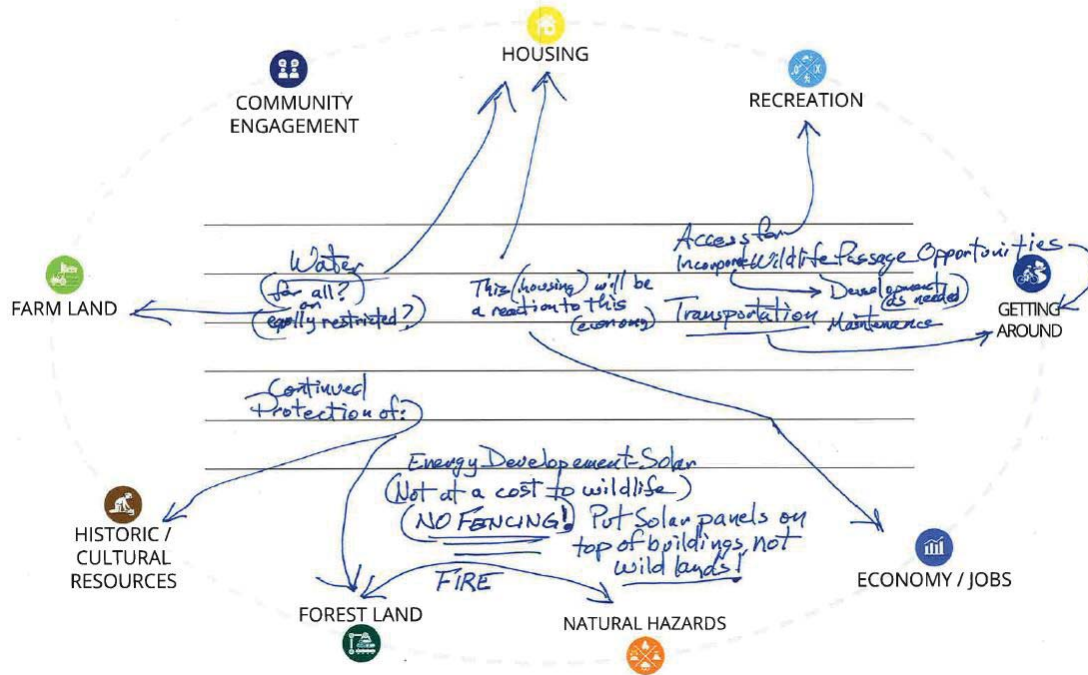 HOUSING
COMMUNITY
ENGAGEMENT
RECREATION
FARM LAND
Water
(for all?
or
equally restricted?)
This (housing) will be
a reaction to this
(economy)
Access for
Incorporate Wildlife Passage Opportunities
Development
(as needed)
Transportation
Maintenance
GETTING
AROUND
Continued
Protection of:
Energy Developement-Solar
(Not at a cost to wildlife)
(NO FENCING!)
Put Solar panels on
top of buildings, not
wild lands!
HISTORIC /
CULTURAL
RESOURCES
ECONOMY / JOBS
FIRE
FOREST LAND
NATURAL HAZARDS